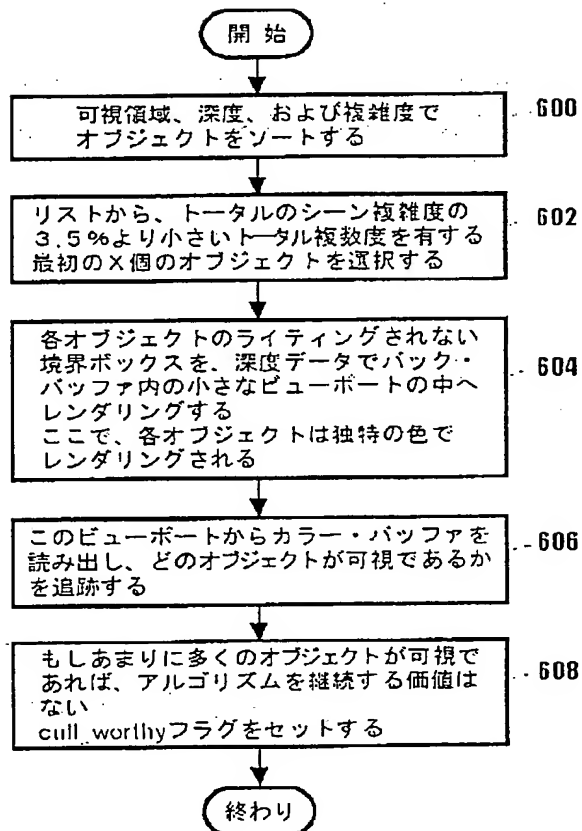 開 始
可視領域、深度、および複雑度で
オブジェクトをソートする
600
リストから、トータルのシーン複雑度の
3.5%より小さいトータル複数度を有する
最初のX個のオブジェクトを選択する
602
各オブジェクトのライティングされない
境界ボックスを、深度データでバック・
バッファ内の小さなビューポートの中へ
レンダリングする
ここで、各オブジェクトは独特の色で
レンダリングされる
604
このビューポートからカラー・バッファを
読み出し、どのオブジェクトが可視であるか
を追跡する
606
もしあまりに多くのオブジェクトが可視で
あれば、アルゴリズムを継続する価値は
ない
cull_worthyフラグをセットする
608
終わり